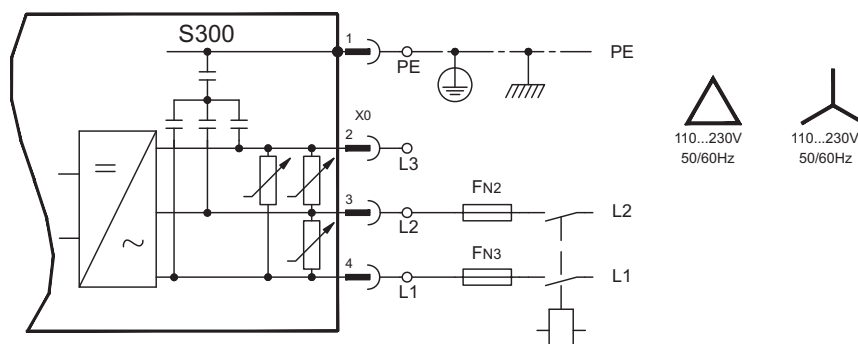 S300
1
PE
PE
X0
2
L3
3
FN2
L2
L2
4
FN3
L1
L1
=
~
110...230V
50/60Hz
110...230V
50/60Hz